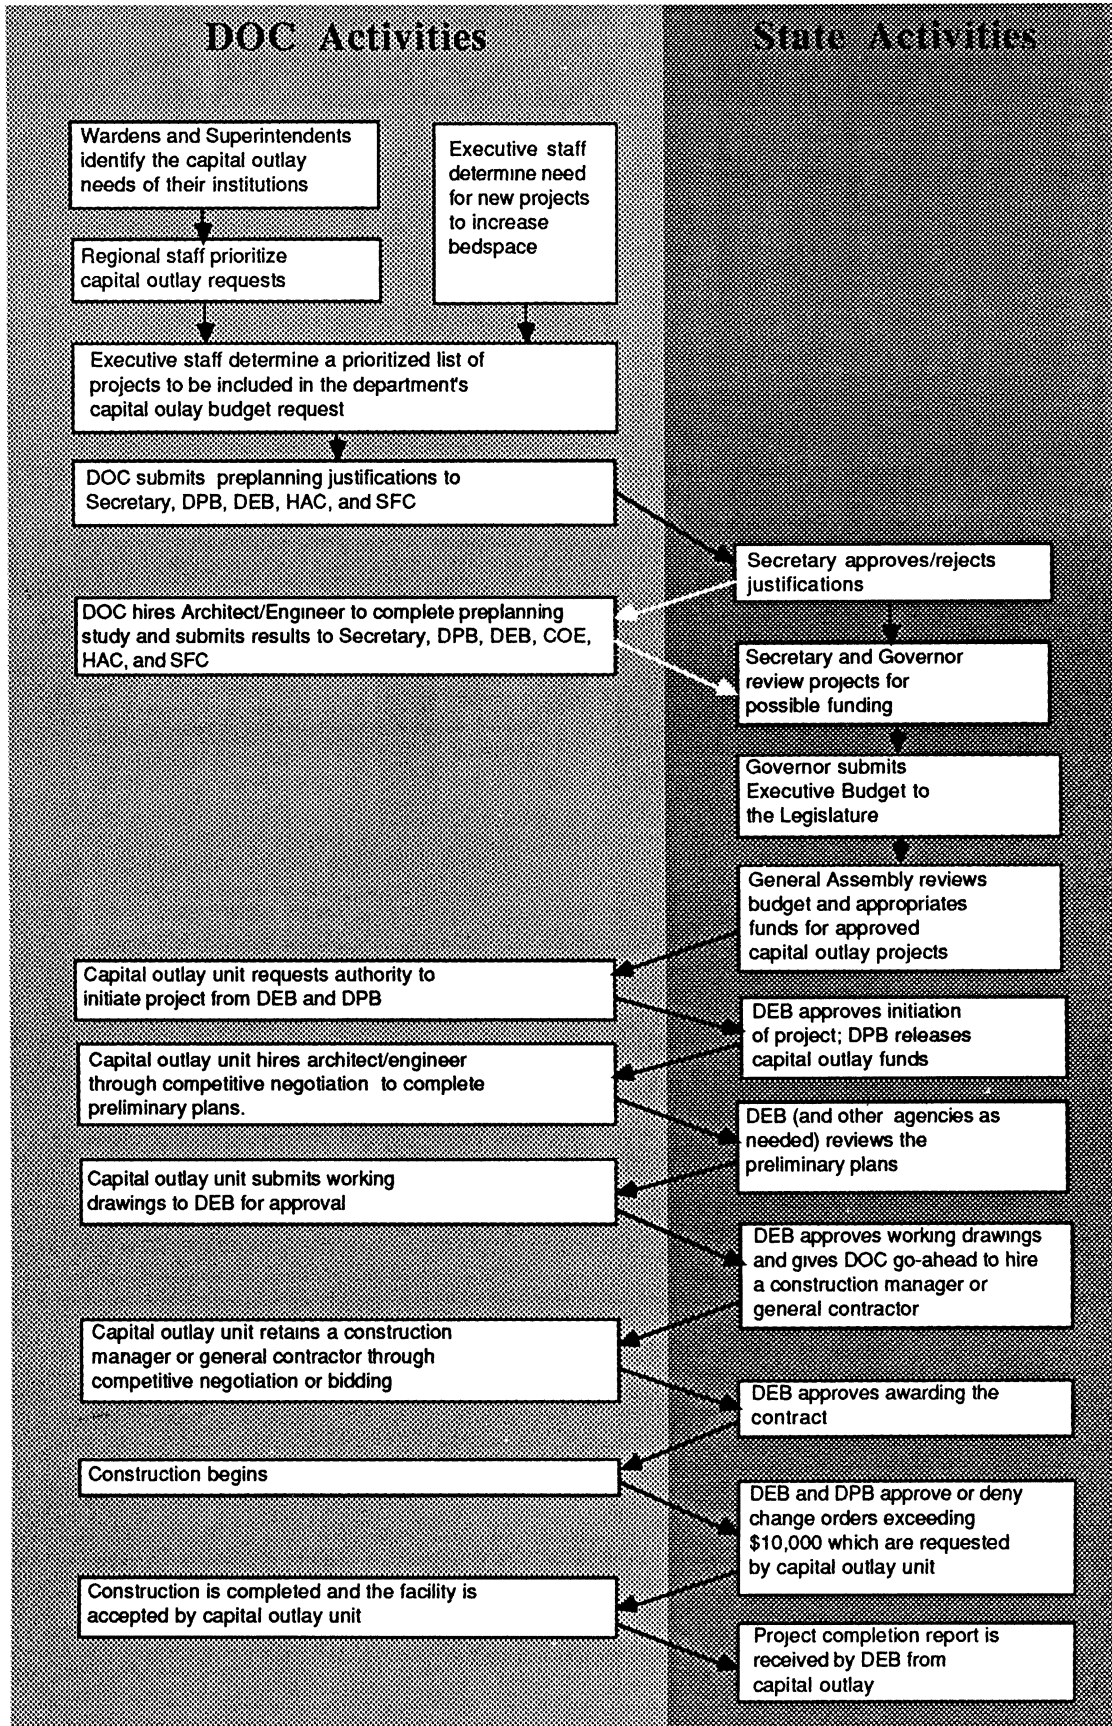 DOC Activities
State Activities
Wardens and Superintendents
identify the capital outlay
needs of their institutions
Executive staff
determine need
for new projects
to increase
bedspace
Regional staff prioritize
capital outlay requests
Executive staff determine a prioritized list of
projects to be included in the department's
capital oulay budget request
DOC submits preplanning justifications to
Secretary, DPB, DEB, HAC, and SFC
Secretary approves/rejects
justifications
DOC hires Architect/Engineer to complete preplanning
study and submits results to Secretary, DPB, DEB, COE,
HAC, and SFC
Secretary and Governor
review projects for
possible funding
Governor submits
Executive Budget to
the Legislature
General Assembly reviews
budget and appropriates
funds for approved
capital outlay projects
Capital outlay unit requests authority to
initiate project from DEB and DPB
DEB approves initiation
of project; DPB releases
capital outlay funds
Capital outlay unit hires architect/engineer
through competitive negotiation to complete
preliminary plans.
DEB (and other agencies as
needed) reviews the
preliminary plans
Capital outlay unit submits working
drawings to DEB for approval
DEB approves working drawings
and gives DOC go-ahead to hire
a construction manager or
general contractor
Capital outlay unit retains a construction
manager or general contractor through
competitive negotiation or bidding
DEB approves awarding the
contract
Construction begins
DEB and DPB approve or deny
change orders exceeding
$10,000 which are requested
by capital outlay unit
Construction is completed and the facility is
accepted by capital outlay unit
Project completion report is
received by DEB from
capital outlay